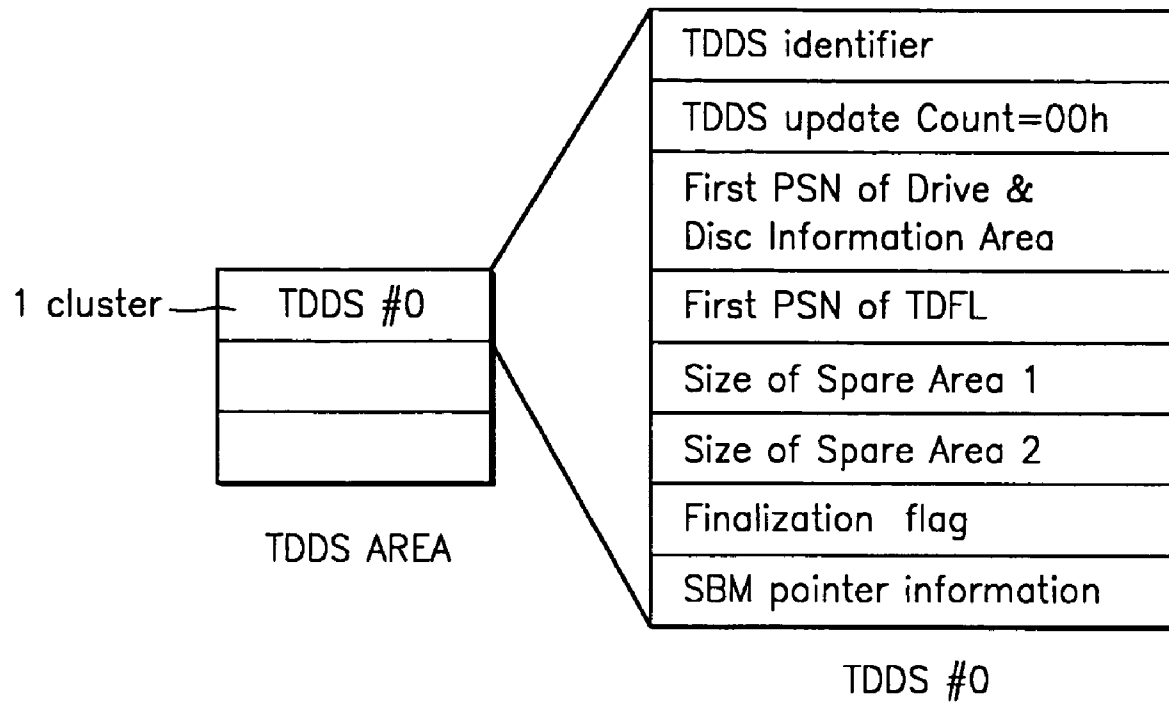 1 cluster
TDDS #0
TDDS AREA
TDDS identifier
TDDS update Count=00h
First PSN of Drive &
Disc Information Area
First PSN of TDFL
Size of Spare Area 1
Size of Spare Area 2
Finalization flag
SBM pointer information
TDDS #0